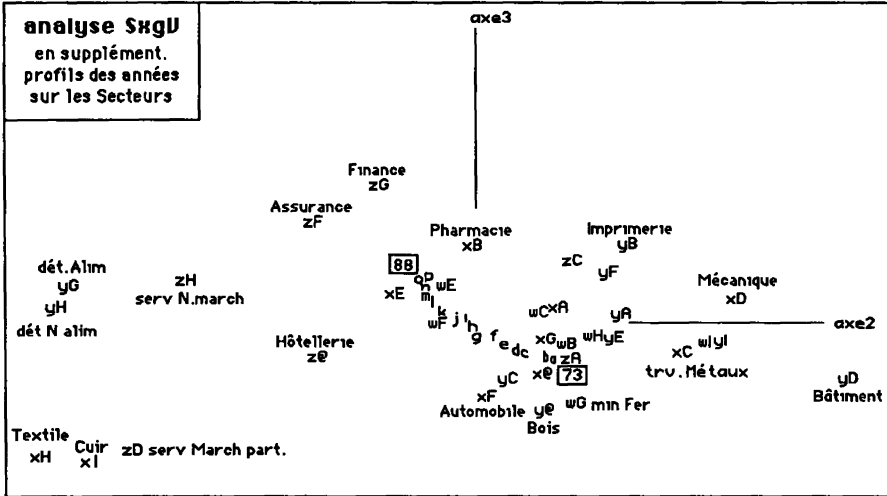 analyse SxgV
en supplément.
profils des années
sur les Secteurs
axe3
Finance
zG
Assurance
zF
Pharmacie
xB
Imprimerie
yB
zC
yF
88
dét.Alim
yG
zH
serv N.march
yH
dét N alim
xE
o p
n
m
l
wE
k
wF
j i h
g
f e d c
b a
Mécanique
xD
wC xA
yA
axe2
xG wB
wH yE
w| y|
xC
trv.Métaux
Hôtellerie
z@
zA
x@
73
yC
xF
Automobile
wG min Fer
y@
Bois
yD
Bâtiment
Textile
xH
Cuir
xI
zD serv March part.